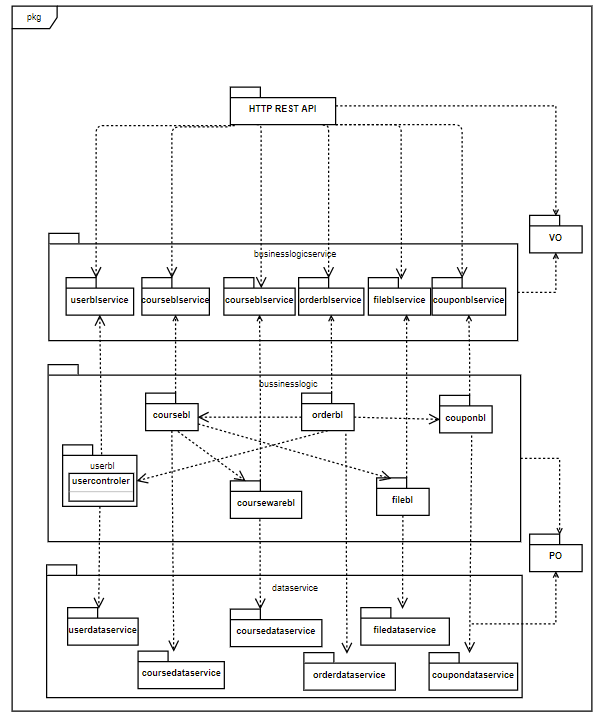 pkg
HTTP REST API
VO
businesslogicservice
userblservice
courseblservice
courseblservice
orderblservice
fileblservice
couponblservice
bussinesslogic
coursebl
orderbl
couponbl
userbl
usercontroler
coursewarebl
filebl
PO
dataservice
userdataservice
coursedataservice
filedataservice
coursedataservice
orderdataservice
coupondataservice